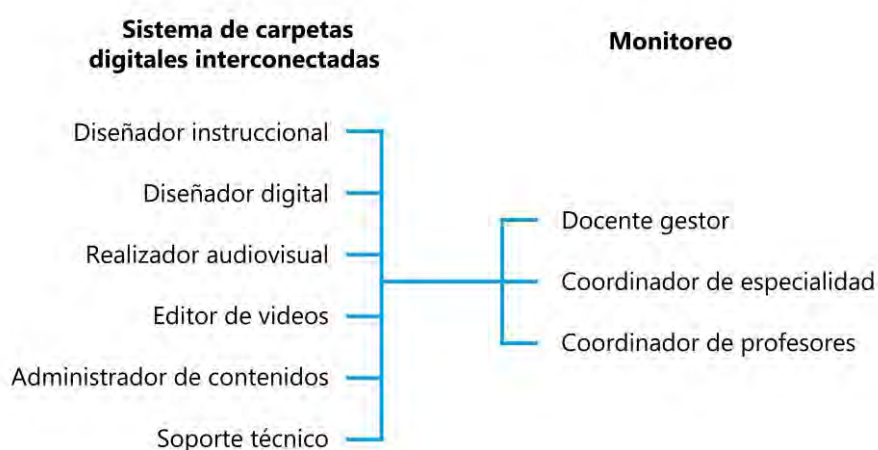 Sistema de carpetas
digitales interconectadas
Monitoreo
Diseñador instruccional
Diseñador digital
Realizador audiovisual
Editor de videos
Administrador de contenidos
Soporte técnico
Docente gestor
Coordinador de especialidad
Coordinador de profesores